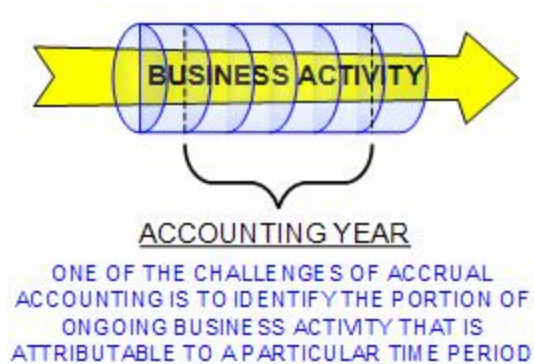 BUSINESS ACTIVITY
ACCOUNTING YEAR
ONE OF THE CHALLENGES OF ACCRUAL
ACCOUNTING IS TO IDENTIFY THE PORTION OF
ONGOING BUSINESS ACTIVITY THAT IS
ATTRIBUTABLE TO A PARTICULAR TIME PERIOD